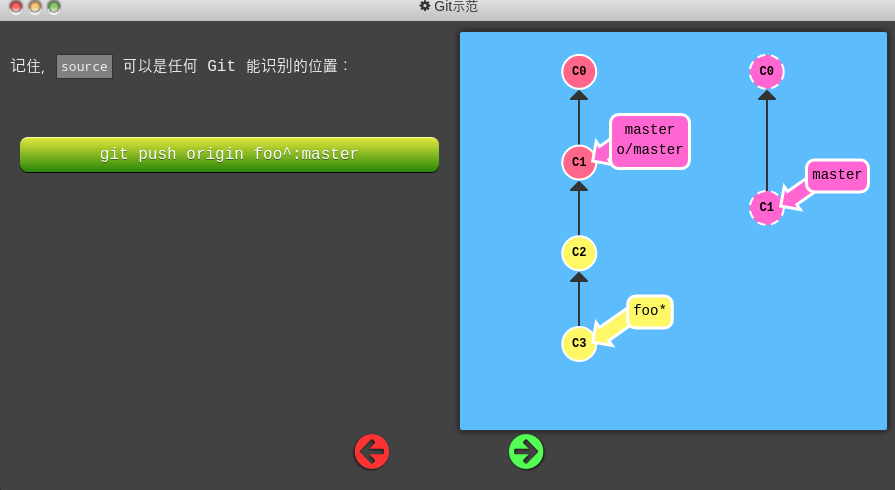 Git示范
记住, source 可以是任何 Git 能识别的位置：
git push origin foo^:master
C0
C0
master
o/master
C1
master
C1
C2
foo*
C3